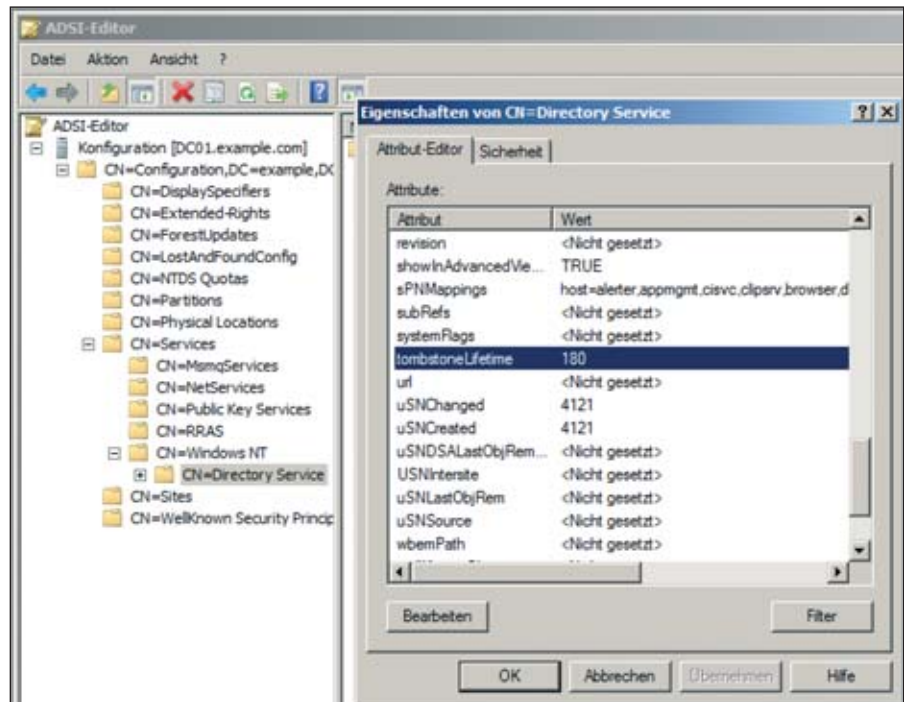 ADSI-Editor
Datei Aktion Ansicht ?
ADSI-Editor
Konfiguration [DC01.example.com]
CN=Configuration,DC=example,DC
CN=DisplaySpecifiers
CN=Extended-Rights
CN=ForestUpdates
CN=LostAndFoundConfig
CN=NTDS Quotas
CN=Partitions
CN=Physical Locations
CN=Services
CN=MsmqServices
CN=NetServices
CN=Public Key Services
CN=RRAS
CN=Windows NT
CN=Directory Service
CN=Sites
CN=WellKnown Security Princip
Eigenschaften von CN=Directory Service
Attribut-Editor Sicherheit
Attribute:
Attribut Wert
revision <Nicht gesetzt>
showInAdvancedVie... TRUE
sPNMappings host=alerter,appmgmt,cisvc,clipsrv,browser,d
subRefs <Nicht gesetzt>
systemFlags <Nicht gesetzt>
tombstoneLifetime 180
url <Nicht gesetzt>
uSNChanged 4121
uSNCreated 4121
uSNDSALastObjRem... <Nicht gesetzt>
USNIntersite <Nicht gesetzt>
uSNLastObjRem <Nicht gesetzt>
uSNSource <Nicht gesetzt>
wbemPath <Nicht gesetzt>
Bearbeiten Filter
OK Abbrechen Übernehmen Hilfe